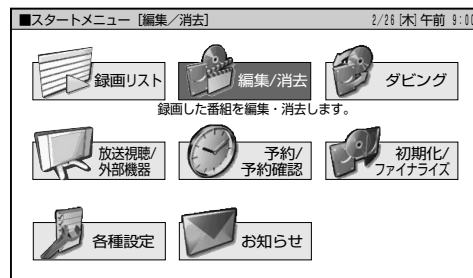 ■スタートメニュー［編集／消去］ 2/26[木]午前 9:00
録画リスト 編集/消去 ダビング
録画した番組を編集・消去します。
放送視聴/ 予約/ 初期化/
外部機器 予約確認 ファイナライズ
各種設定 お知らせ